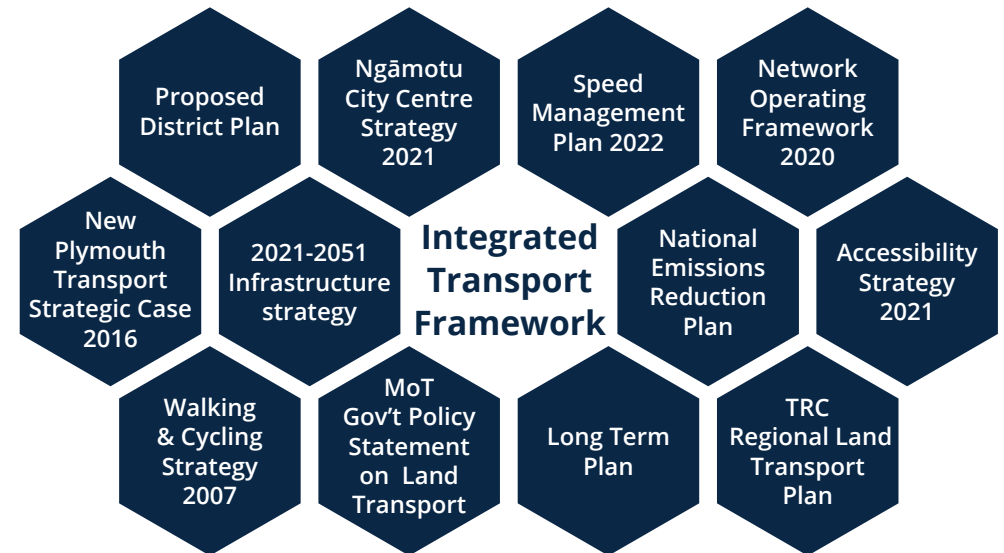 Proposed
District Plan
Ngāmotu
City Centre
Strategy
2021
Speed
Management
Plan 2022
Network
Operating
Framework
2020
New
Plymouth
Transport
Strategic Case
2016
2021-2051
Infrastructure
strategy
Integrated
Transport
Framework
National
Emissions
Reduction
Plan
Accessibility
Strategy
2021
Walking
& Cycling
Strategy
2007
MoT
Gov’t Policy
Statement
on Land
Transport
Long Term
Plan
TRC
Regional Land
Transport
Plan